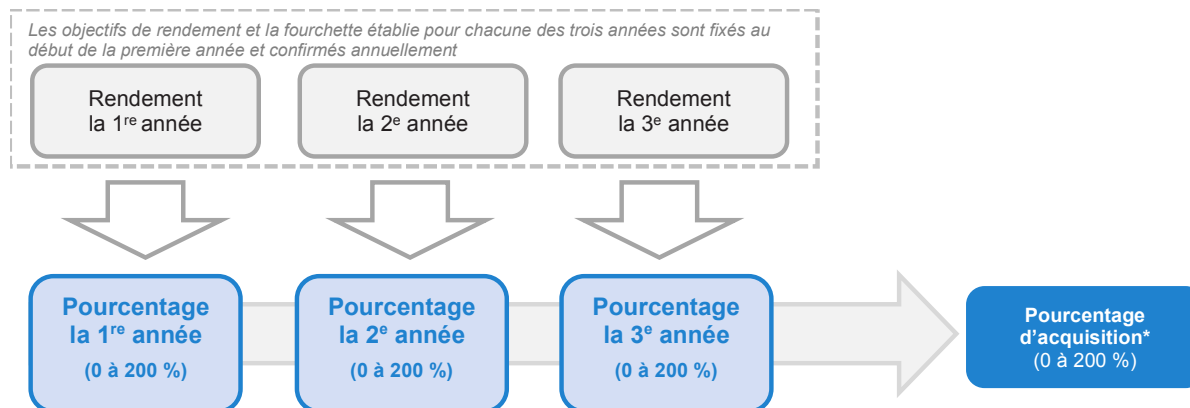 Les objectifs de rendement et la fourchette établie pour chacune des trois années sont fixés au
début de la première année et confirmés annuellement
Rendement
la 1re année
Rendement
la 2e année
Rendement
la 3e année
Pourcentage
la 1re année
(0 à 200 %)
Pourcentage
la 2e année
(0 à 200 %)
Pourcentage
la 3e année
(0 à 200 %)
Pourcentage
d’acquisition*
(0 à 200 %)